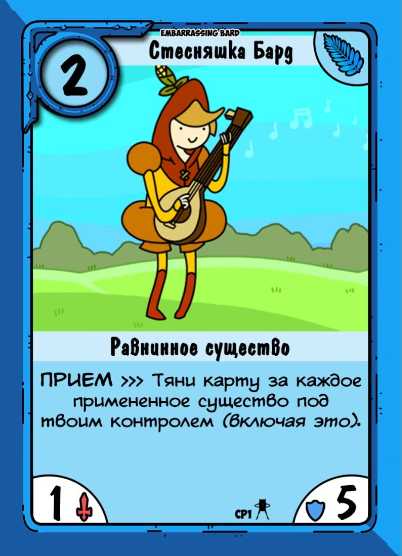 EMBARRASSING BARD
2
Стесняшка Бард
Равнинное существо
ПРИЕМ >>> Тяни карту за каждое
примененное существо под
твоим контролем (включая это).
1
CP1
5